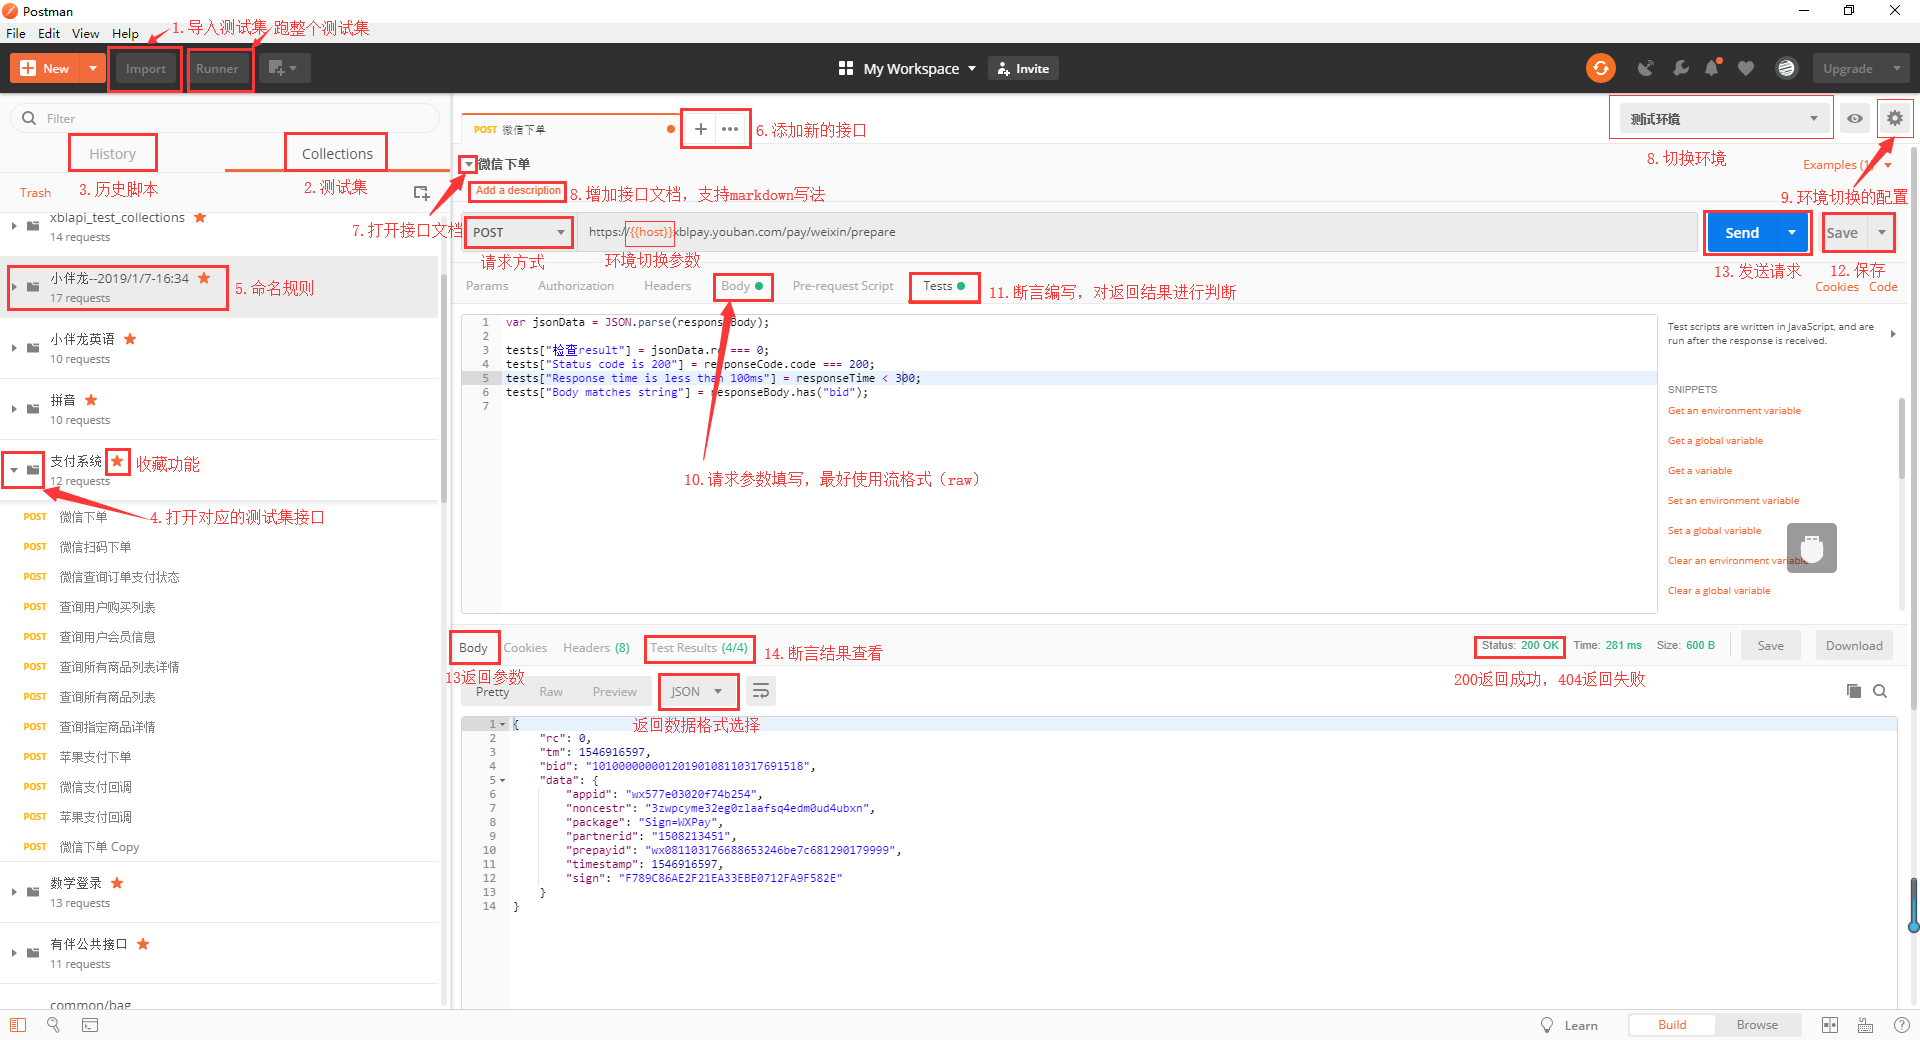 Postman
File Edit View Help
1.导入测试集 跑整个测试集
New Import Runner
My Workspace Invite
Upgrade
Filter
History Collections
3.历史脚本 2.测试集
Trash
xblapi_test_collections
14 requests
小伴龙--2019/1/7-16:34
17 requests
5.命名规则
小伴龙英语
10 requests
拼音
10 requests
支付系统
收藏功能
12 requests
4.打开对应的测试集接口
POST 微信下单
POST 微信扫码下单
POST 微信查询订单支付状态
POST 查询用户购买列表
POST 查询用户会员信息
POST 查询所有商品列表详情
POST 查询所有商品列表
POST 查询指定商品详情
POST 苹果支付下单
POST 微信支付回调
POST 苹果支付回调
POST 微信下单 Copy
数学登录
13 requests
有伴公共接口
11 requests
common/bag
POST 微信下单
+ •••
6.添加新的接口
测试环境
8.切换环境
微信下单
Examples (1)
Add a description
8.增加接口文档，支持markdown写法
9.环境切换的配置
7.打开接口文档
POST https://{{host}}xblpay.youban.com/pay/weixin/prepare
Send Save
请求方式 环境切换参数
13.发送请求 12.保存
Params Authorization Headers Body Pre-request Script Tests
11.断言编写，对返回结果进行判断
Cookies Code
1 var jsonData = JSON.parse(responseBody);
2
3 tests["检查result"] = jsonData.rc === 0;
4 tests["Status code is 200"] = responseCode.code === 200;
5 tests["Response time is less than 100ms"] = responseTime < 300;
6 tests["Body matches string"] = responseBody.has("bid");
7
10.请求参数填写，最好使用流格式（raw）
Test scripts are written in JavaScript, and are
run after the response is received.
SNIPPETS
Get an environment variable
Get a global variable
Get a variable
Set an environment variable
Set a global variable
Clear an environment variable
Clear a global variable
Body Cookies Headers (8) Test Results (4/4)
14.断言结果查看
Status: 200 OK Time: 281 ms Size: 600 B Save Download
13返回参数
200返回成功，404返回失败
Pretty Raw Preview JSON
返回数据格式选择
1 {
2 "rc": 0,
3 "tm": 1546916597,
4 "bid": "10100000000120190108110317691518",
5 "data": {
6 "appid": "wx577e03020f74b254",
7 "noncestr": "3zwpcyme32eg0zlaafsq4edm0ud4ubxn",
8 "package": "Sign=WXPay",
9 "partnerid": "1508213451",
10 "prepayid": "wx081103176688653246be7c681290179999",
11 "timestamp": 1546916597,
12 "sign": "F789C86AE2F21EA33EBE0712FA9F582E"
13 }
14 }
Learn Build Browse